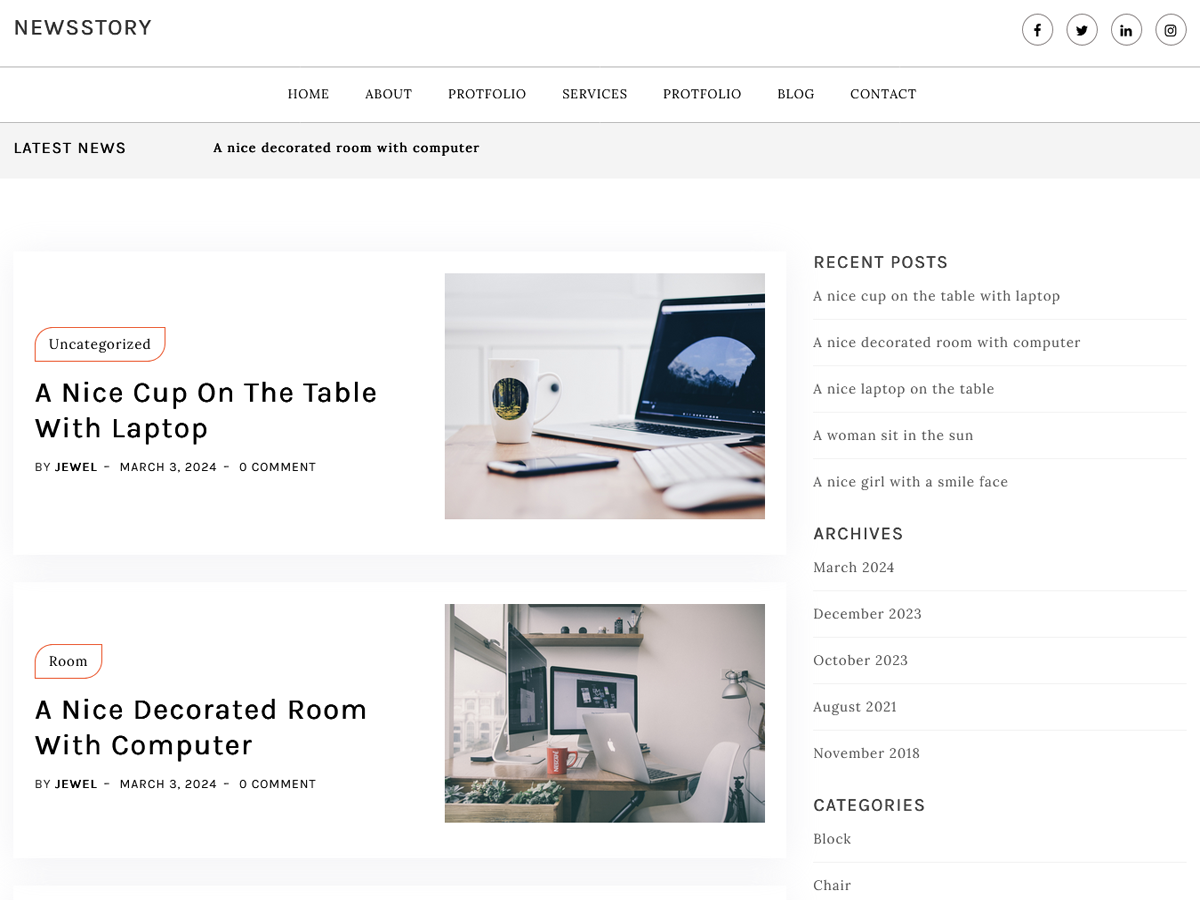 NEWSSTORY
HOME ABOUT PROTFOLIO SERVICES PROTFOLIO BLOG CONTACT
LATEST NEWS
A nice decorated room with computer
Uncategorized
A Nice Cup On The Table
With Laptop
BY JEWEL – MARCH 3, 2024 – 0 COMMENT
Room
A Nice Decorated Room
With Computer
BY JEWEL – MARCH 3, 2024 – 0 COMMENT
RECENT POSTS
A nice cup on the table with laptop
A nice decorated room with computer
A nice laptop on the table
A woman sit in the sun
A nice girl with a smile face
ARCHIVES
March 2024
December 2023
October 2023
August 2021
November 2018
CATEGORIES
Block
Chair